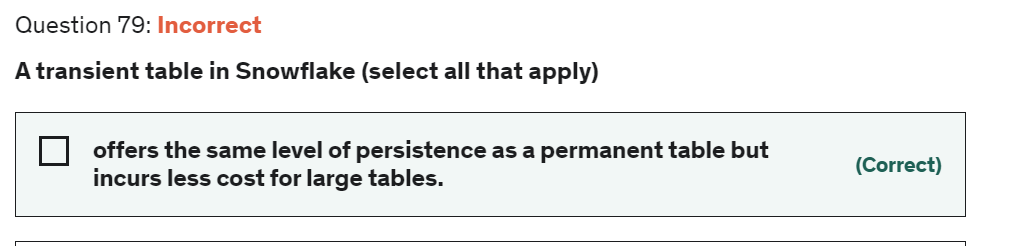 Question 79: Incorrect
A transient table in Snowflake (select all that apply)
offers the same level of persistence as a permanent table but
incurs less cost for large tables.
(Correct)